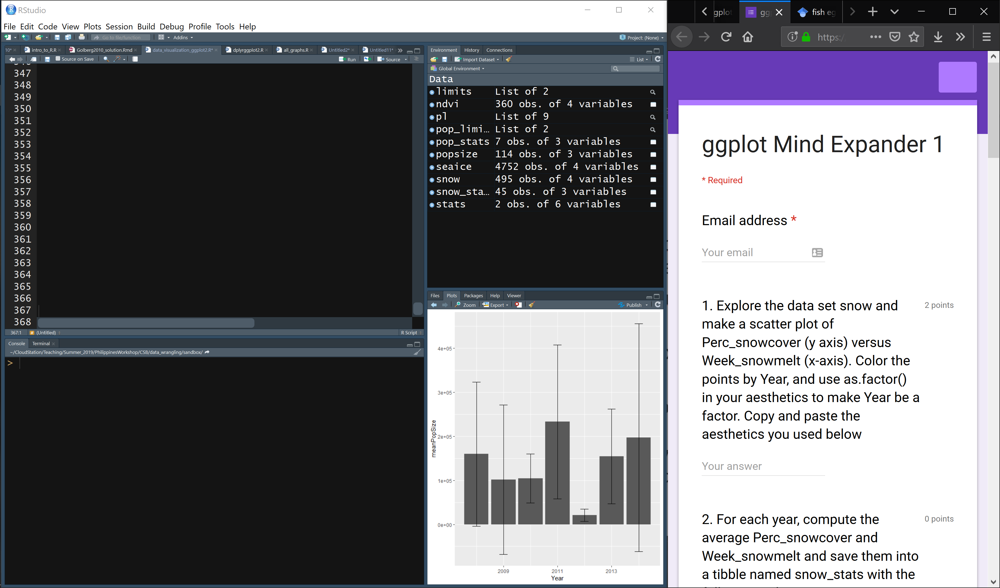 RStudio
File Edit Code View Plots Session Build Debug Profile Tools Help
Go to file/function
Addins
Project: (None)
10*
intro_to_R.R
Golberg2010_solution.Rmd
data_visualization_ggplot2.R*
dplyrggplot2.R
all_graphs.R
Untitled2*
Untitled11*
Source on Save
Run
Source
347
348
349
350
351
352
353
354
355
356
357
358
359
360
361
362
363
364
365
366
367
368
367:1
(Untitled)
R Script
Console
Terminal
~/CloudStation/Teaching/Summer_2019/PhilippinesWorkshop/CSB/data_wrangling/sandbox/
>
Environment
History
Connections
Import Dataset
List
Global Environment
Data
limits List of 2
ndvi 360 obs. of 4 variables
pl List of 9
pop_limi… List of 2
pop_stats 7 obs. of 3 variables
popsize 114 obs. of 3 variables
seaice 4752 obs. of 4 variables
snow 495 obs. of 4 variables
snow_sta… 45 obs. of 3 variables
stats 2 obs. of 6 variables
Files
Plots
Packages
Help
Viewer
Zoom
Export
Publish
4e+05
3e+05
2e+05
1e+05
0e+00
meanPopSize
2009
2011
2013
Year
gplot
ggp
fish eg
https:/
ggplot Mind Expander 1
* Required
Email address *
Your email
1. Explore the data set snow and
2 points
make a scatter plot of
Perc_snowcover (y axis) versus
Week_snowmelt (x-axis). Color the
points by Year, and use as.factor()
in your aesthetics to make Year be a
factor. Copy and paste the
aesthetics you used below
Your answer
2. For each year, compute the
0 points
average Perc_snowcover and
Week_snowmelt and save them into
a tibble named snow_stats with the